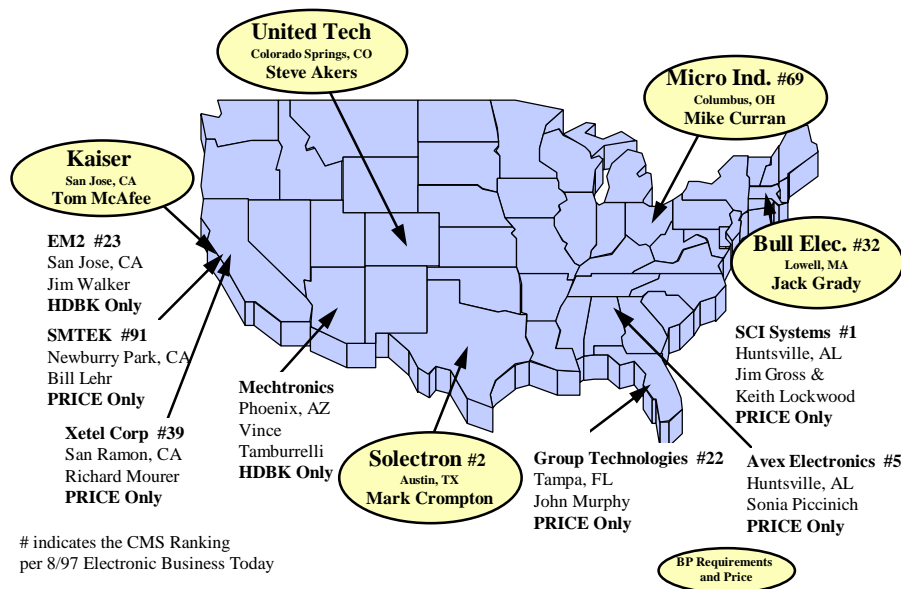 United Tech
Colorado Springs, CO
Steve Akers
Micro Ind. #69
Columbus, OH
Mike Curran
Kaiser
San Jose, CA
Tom McAfee
EM2 #23
San Jose, CA
Jim Walker
HDBK Only
Bull Elec. #32
Lowell, MA
Jack Grady
SMTEK #91
Newburry Park, CA
Bill Lehr
PRICE Only
SCI Systems #1
Huntsville, AL
Jim Gross &
Keith Lockwood
PRICE Only
Mechtronics
Phoenix, AZ
Vince
Tamburrelli
HDBK Only
Xetel Corp #39
San Ramon, CA
Richard Mourer
PRICE Only
Solectron #2
Austin, TX
Mark Crompton
Group Technologies #22
Tampa, FL
John Murphy
PRICE Only
Avex Electronics #5
Huntsville, AL
Sonia Piccinich
PRICE Only
# indicates the CMS Ranking
per 8/97 Electronic Business Today
BP Requirements
and Price